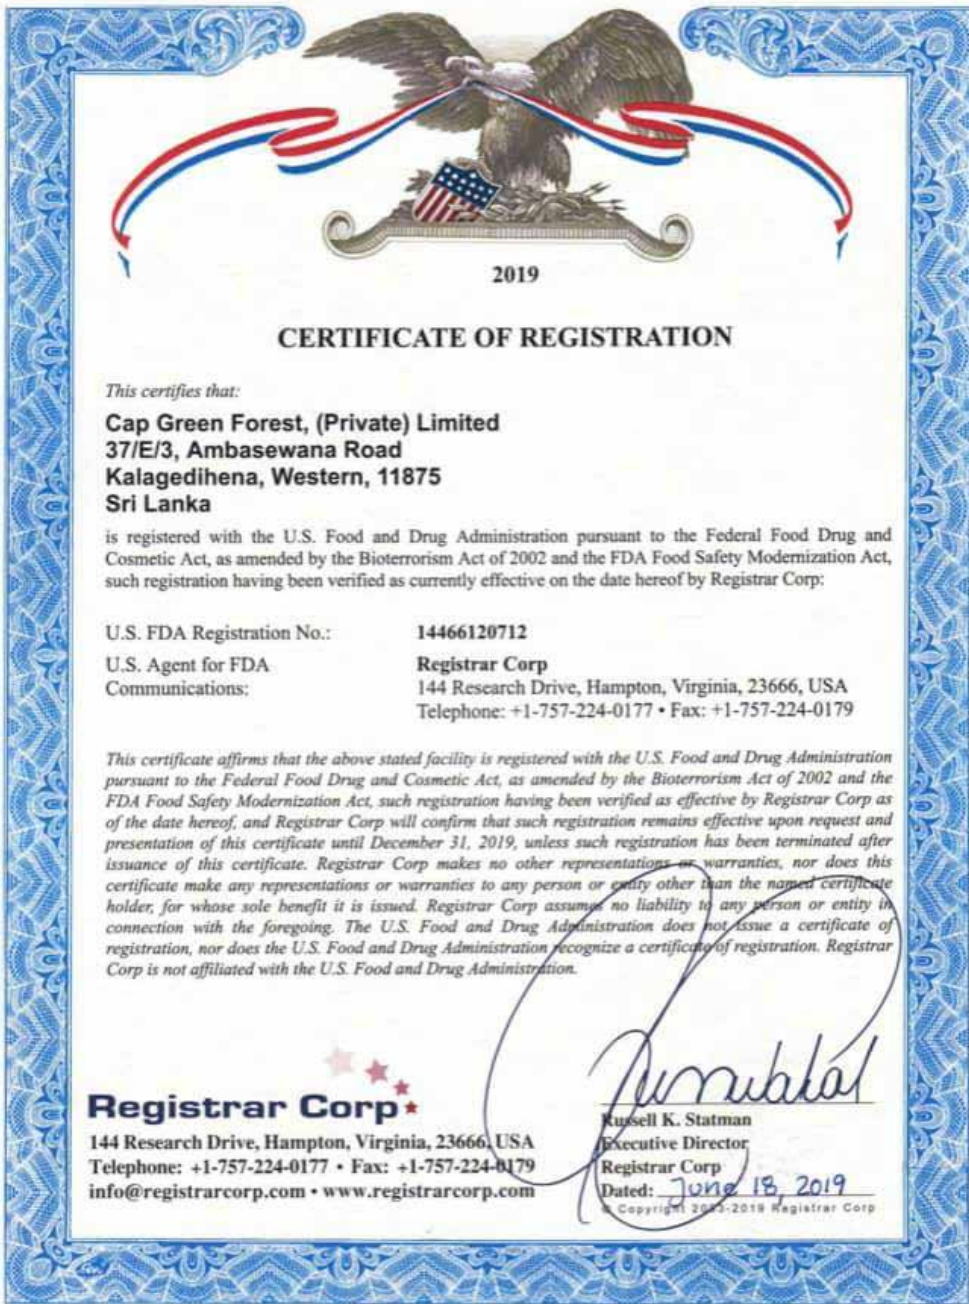 2019
CERTIFICATE OF REGISTRATION
This certifies that:
Cap Green Forest, (Private) Limited
37/E/3, Ambasewana Road
Kalagedihena, Western, 11875
Sri Lanka
is registered with the U.S. Food and Drug Administration pursuant to the Federal Food Drug and
Cosmetic Act, as amended by the Bioterrorism Act of 2002 and the FDA Food Safety Modernization Act,
such registration having been verified as currently effective on the date hereof by Registrar Corp:
U.S. FDA Registration No.: 14466120712
U.S. Agent for FDA Registrar Corp
Communications: 144 Research Drive, Hampton, Virginia, 23666, USA
Telephone: +1-757-224-0177 • Fax: +1-757-224-0179
This certificate affirms that the above stated facility is registered with the U.S. Food and Drug Administration
pursuant to the Federal Food Drug and Cosmetic Act, as amended by the Bioterrorism Act of 2002 and the
FDA Food Safety Modernization Act, such registration having been verified as effective by Registrar Corp as
of the date hereof, and Registrar Corp will confirm that such registration remains effective upon request and
presentation of this certificate until December 31, 2019, unless such registration has been terminated after
issuance of this certificate. Registrar Corp makes no other representations or warranties, nor does this
certificate make any representations or warranties to any person or entity other than the named certificate
holder, for whose sole benefit it is issued. Registrar Corp assumes no liability to any person or entity in
connection with the foregoing. The U.S. Food and Drug Administration does not issue a certificate of
registration, nor does the U.S. Food and Drug Administration recognize a certificate of registration. Registrar
Corp is not affiliated with the U.S. Food and Drug Administration.
Registrar Corp
144 Research Drive, Hampton, Virginia, 23666, USA
Telephone: +1-757-224-0177 • Fax: +1-757-224-0179
info@registrarcorp.com • www.registrarcorp.com
Russell K. Statman
Executive Director
Registrar Corp
Dated: June 18, 2019
© Copyright 2003-2019 Registrar Corp